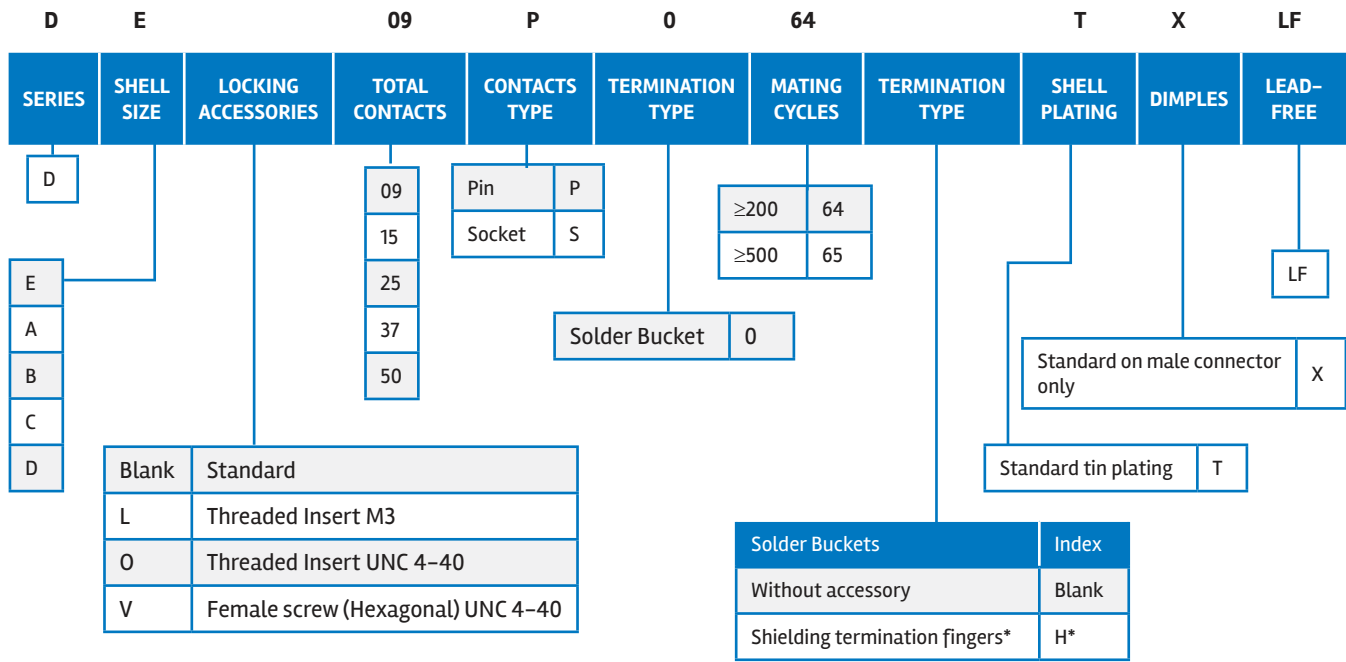 D E 09 P 0 64 T X LF
SERIES
SHELL
SIZE
LOCKING
ACCESSORIES
TOTAL
CONTACTS
CONTACTS
TYPE
TERMINATION
TYPE
MATING
CYCLES
TERMINATION
TYPE
SHELL
PLATING
DIMPLES
LEAD-
FREE
D
E
A
B
C
D
Blank Standard
L Threaded Insert M3
O Threaded Insert UNC 4-40
V Female screw (Hexagonal) UNC 4-40
09
15
25
37
50
Pin P
Socket S
Solder Bucket 0
≥200 64
≥500 65
Solder Buckets Index
Without accessory Blank
Shielding termination fingers* H*
Standard tin plating T
Standard on male connector
only X
LF